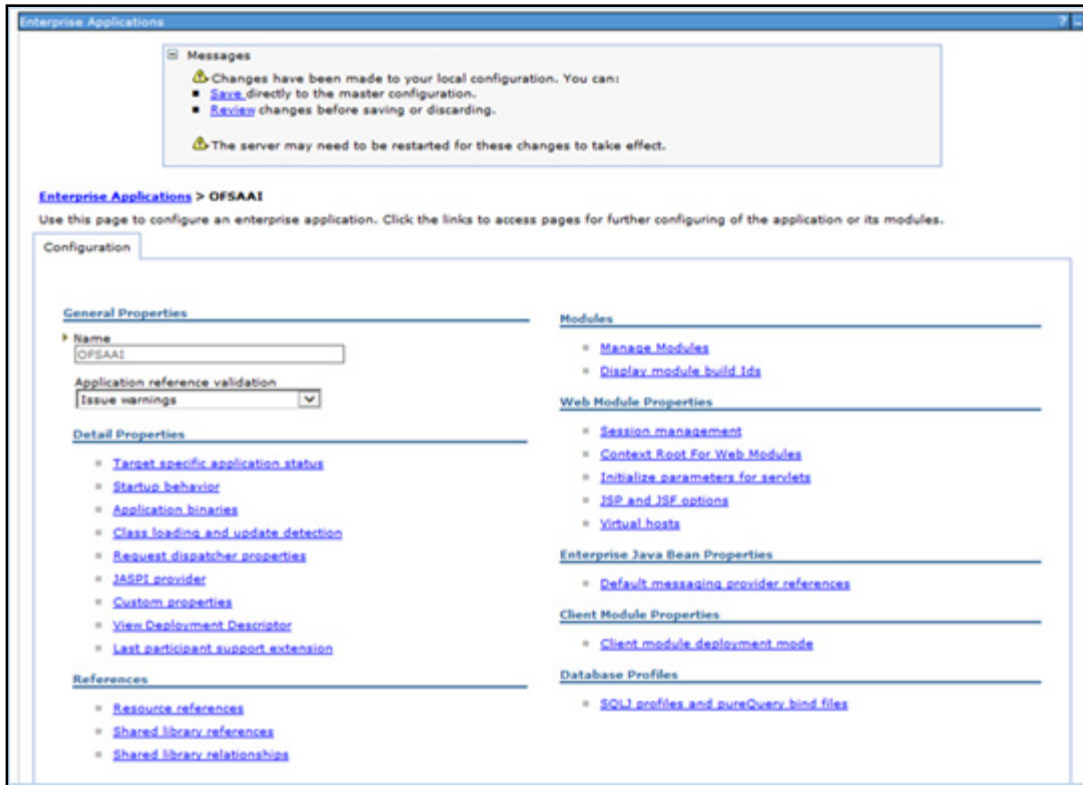 Enterprise Applications
? –
Messages
Changes have been made to your local configuration. You can:
Save directly to the master configuration.
Review changes before saving or discarding.
The server may need to be restarted for these changes to take effect.
Enterprise Applications > OFSAAI
Use this page to configure an enterprise application. Click the links to access pages for further configuring of the application or its modules.
Configuration
General Properties
Name
OFSAAI
Application reference validation
Issue warnings
Detail Properties
Target specific application status
Startup behavior
Application binaries
Class loading and update detection
Request dispatcher properties
JASPI provider
Custom properties
View Deployment Descriptor
Last participant support extension
References
Resource references
Shared library references
Shared library relationships
Modules
Manage Modules
Display module build Ids
Web Module Properties
Session management
Context Root For Web Modules
Initialize parameters for servlets
JSP and JSF options
Virtual hosts
Enterprise Java Bean Properties
Default messaging provider references
Client Module Properties
Client module deployment mode
Database Profiles
SQLJ profiles and pureQuery bind files